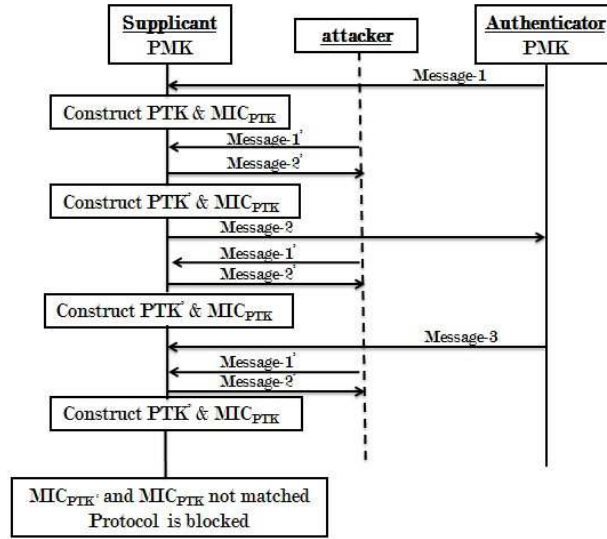 Supplicant
PMK
attacker
Authenticator
PMK
Message-1
Construct PTK & MICPTK
Message-1'
Message-2'
Construct PTK' & MICPTK
Message-2
Message-1'
Message-2'
Construct PTK' & MICPTK
Message-3
Message-1'
Message-2'
Construct PTK' & MICPTK
MICPTK' and MICPTK not matched
Protocol is blocked